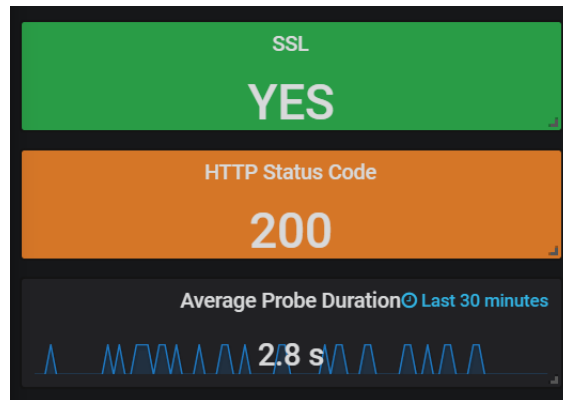 SSL
YES
HTTP Status Code
200
Average Probe Duration Last 30 minutes
2.8 s